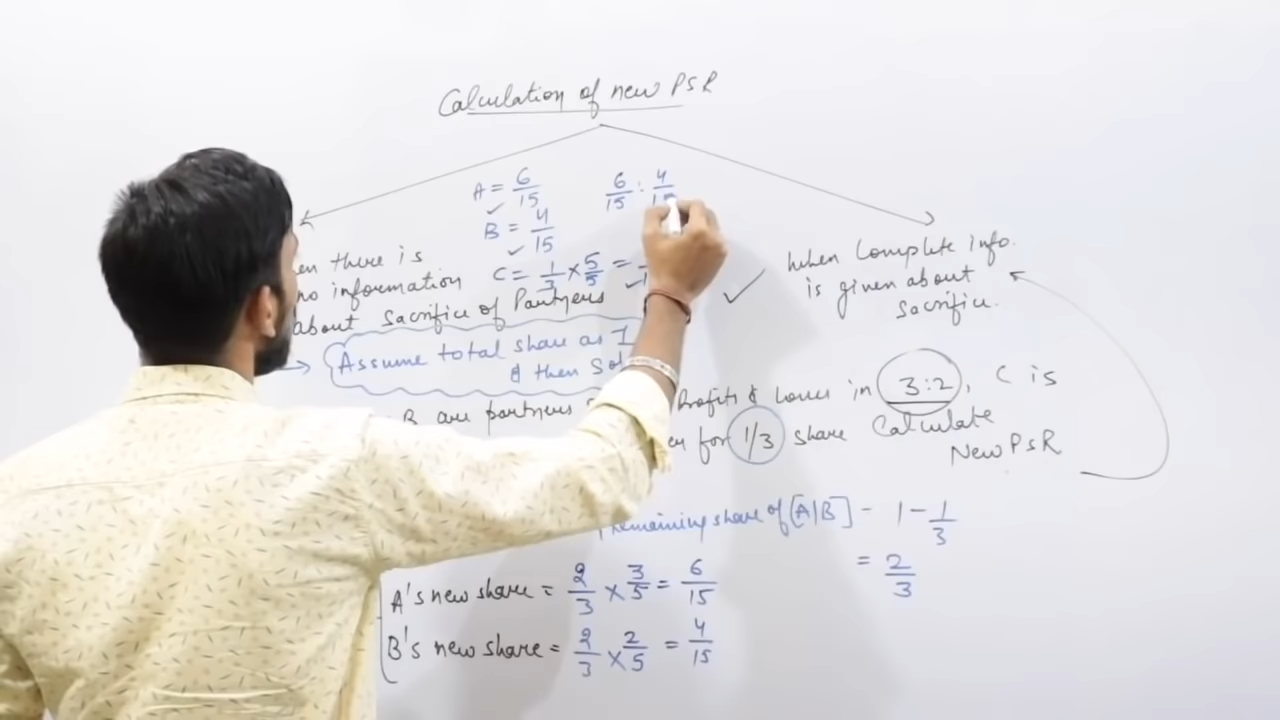 Calculation of new PSR
A = 6/15
B = 4/15
C = 1/3 × 5/5 =
6/15 : 4/15
en there is
no information
about Sacrifice of Partners
→ Assume total share as 1
& then Sol
When Complete info.
is given about
Sacrifice.
B are partners Profits & Losses in 3:2, C is
for 1/3 share Calculate
New PSR
Remaining share of [A|B] - 1 - 1/3
= 2/3
A's new share = 2/3 × 3/5 = 6/15
B's new share = 2/3 × 2/5 = 4/15